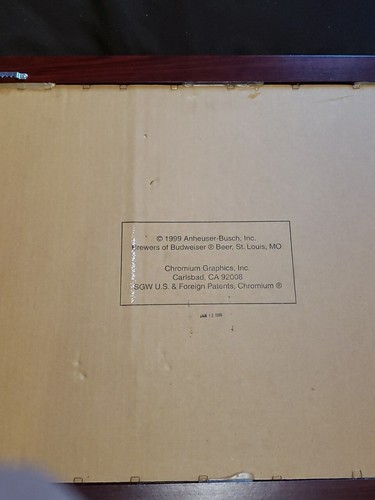 © 1999 Anheuser-Busch, Inc.
Brewers of Budweiser ® Beer, St. Louis, MO
Chromium Graphics, Inc.
Carlsbad, CA 92008
SGW U.S. & Foreign Patents, Chromium ®